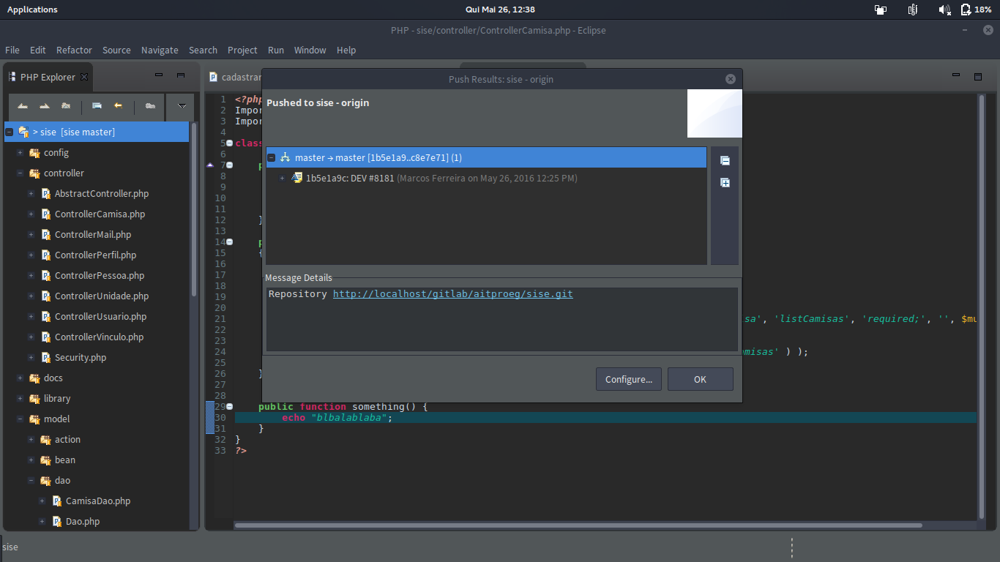 Applications
Qui Mai 26, 12:38
18%
PHP - sise/controller/ControllerCamisa.php - Eclipse
File Edit Refactor Source Navigate Search Project Run Window Help
PHP Explorer
> sise [sise master]
config
controller
AbstractController.php
ControllerCamisa.php
ControllerMail.php
ControllerPerfil.php
ControllerPessoa.php
ControllerUnidade.php
ControllerUsuario.php
ControllerVinculo.php
Security.php
docs
library
model
action
bean
dao
CamisaDao.php
Dao.php
cadastrar
1 <?php
2 Impor
3 Impor
4
5 clas
6
7 p
8
9
10
11
12 }
13
14 p
15 {
16
17
18
19
20
21 sa', 'listCamisas', 'required;', '', $mu
22
23
24 amisas' ) );
25
26 }
27
28
29 public function something() {
30 echo "blbalablaba";
31 }
32 }
33 ?>
Push Results: sise - origin
Pushed to sise - origin
master → master [1b5e1a9..c8e7e71] (1)
1b5e1a9c: DEV #8181 (Marcos Ferreira on May 26, 2016 12:25 PM)
Message Details
Repository http://localhost/gitlab/aitproeg/sise.git
Configure...
OK
sise